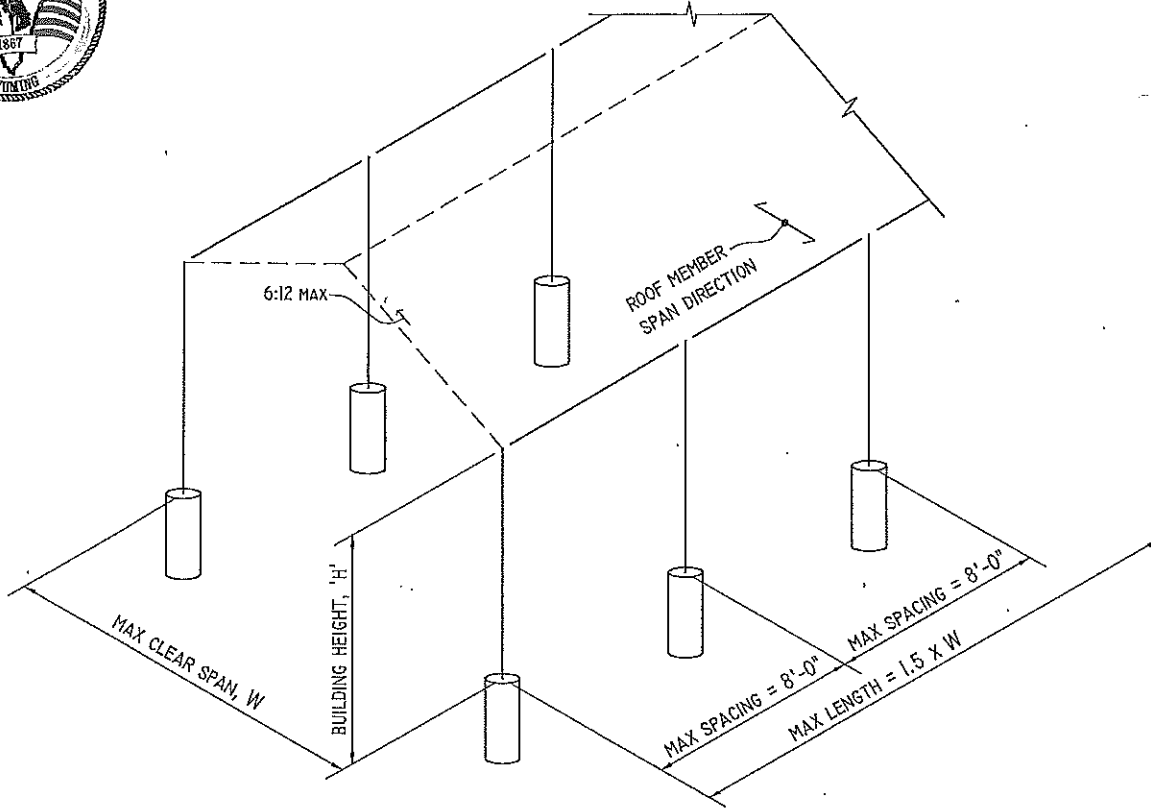 1867
6:12 MAX
ROOF MEMBER
SPAN DIRECTION
MAX CLEAR SPAN, W
BUILDING HEIGHT, 'H'
MAX SPACING = 8'-0"
MAX SPACING = 8'-0"
MAX LENGTH = 1.5 X W